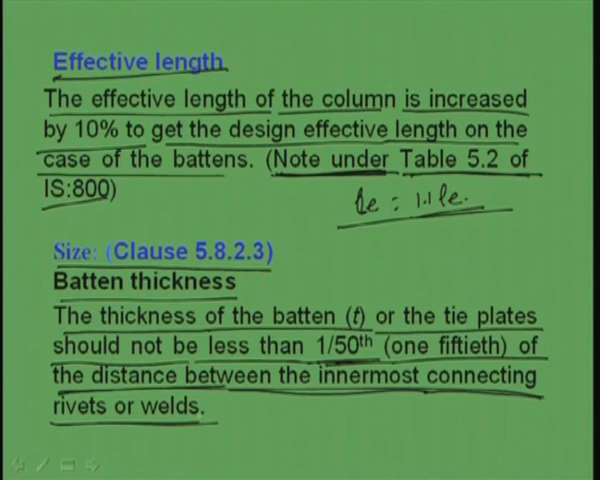 Effective length
The effective length of the column is increased
by 10% to get the design effective length on the
case of the battens. (Note under Table 5.2 of
IS:800)
le = 1.1 le.
Size: (Clause 5.8.2.3)
Batten thickness
The thickness of the batten (t) or the tie plates
should not be less than 1/50th (one fiftieth) of
the distance between the innermost connecting
rivets or welds.